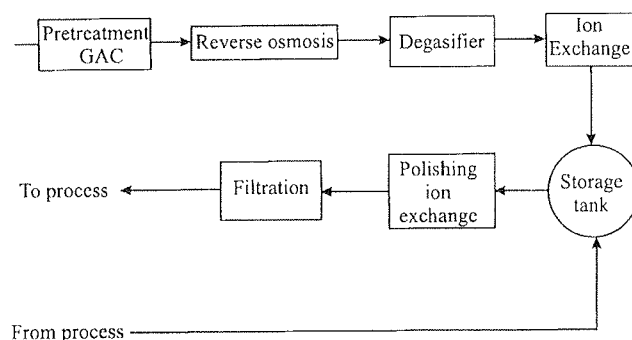 Pretreatment
GAC
Reverse osmosis
Degasifier
Ion
Exchange
To process
Filtration
Polishing
ion
exchange
Storage
tank
From process